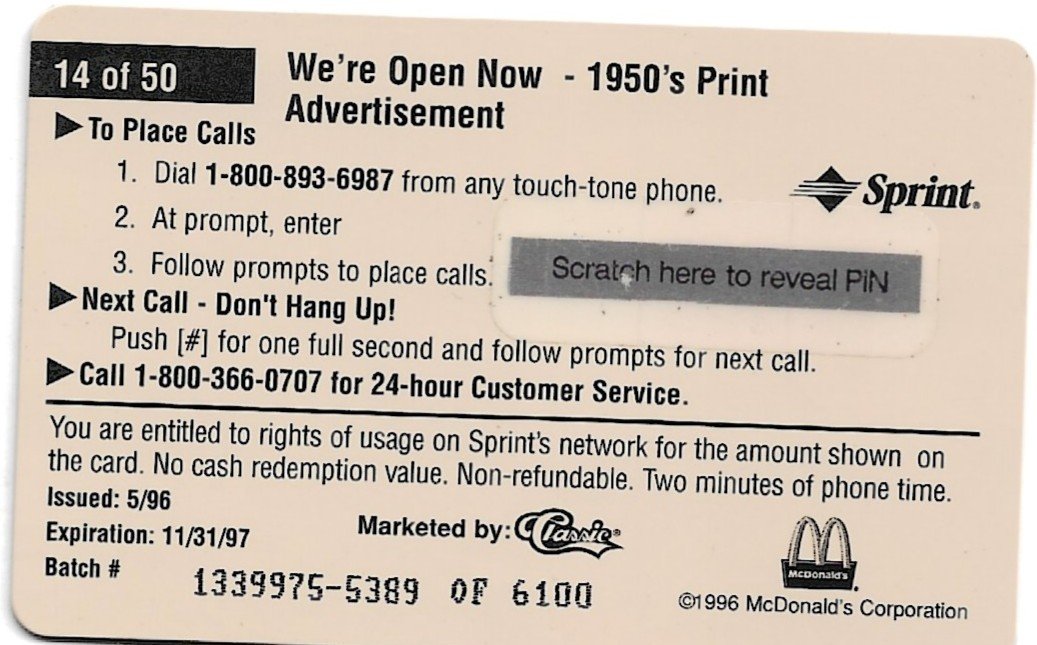 14 of 50
We're Open Now - 1950's Print
Advertisement
▶To Place Calls
1. Dial 1-800-893-6987 from any touch-tone phone.
Sprint®
2. At prompt, enter
3. Follow prompts to place calls.
Scratch here to reveal PiN
▶Next Call - Don't Hang Up!
Push [#] for one full second and follow prompts for next call.
▶Call 1-800-366-0707 for 24-hour Customer Service.
You are entitled to rights of usage on Sprint's network for the amount shown on
the card. No cash redemption value. Non-refundable. Two minutes of phone time.
Issued: 5/96
Expiration: 11/31/97
Marketed by: Classic®
McDonald's
Batch # 1339975-5389 OF 6100
©1996 McDonald's Corporation